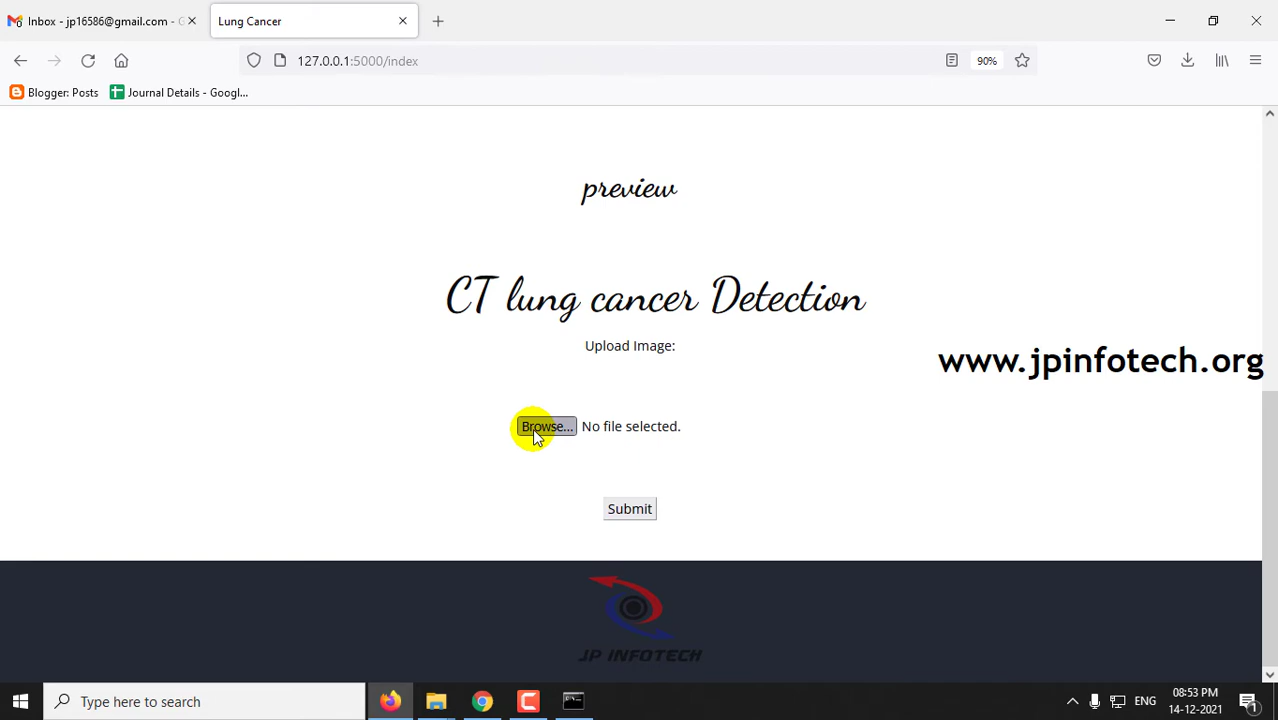 Inbox - jp16586@gmail.com - G
Lung Cancer
127.0.0.1:5000/index
90%
Blogger: Posts
Journal Details - Googl...
preview
CT lung cancer Detection
Upload Image:
www.jpinfotech.org
Browse... No file selected.
Submit
JP INFOTECH
Type here to search
ENG
08:53 PM
14-12-2021
1